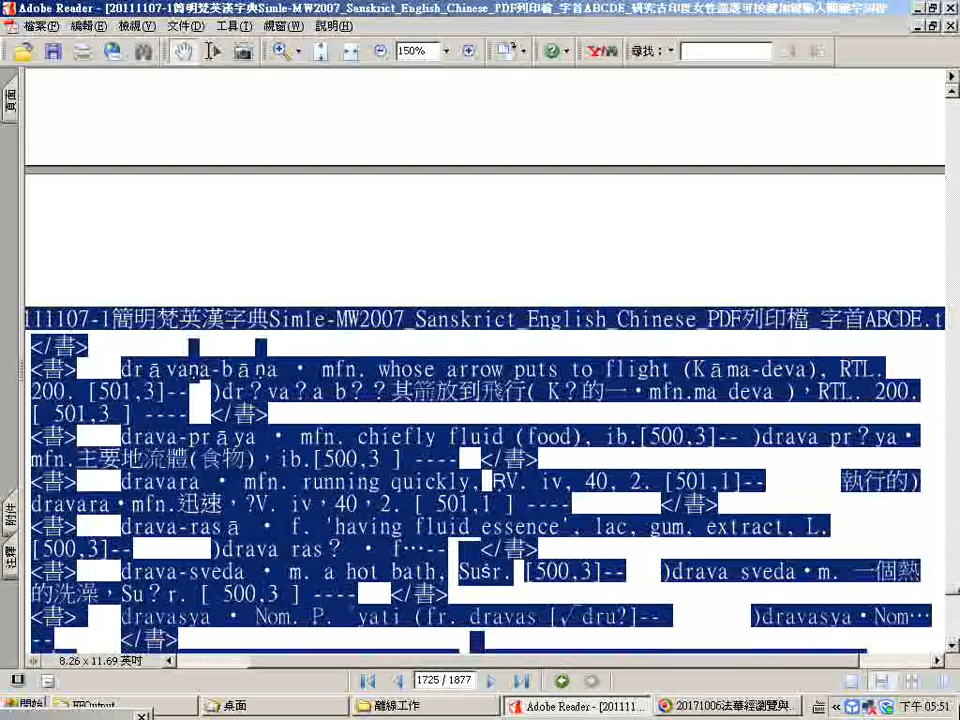 Adobe Reader - [20111107-1簡明梵英漢字典Simle-MW2007_Sanskrict_English_Chinese_PDF列印檔_字首ABCDE_研究古印度女性
檔案(F) 編輯(E) 檢視(V) 文件(D) 工具(T) 視窗(W) 說明(H)
150% 尋找:
頁面
111107-1簡明梵英漢字典Simle-MW2007_Sanskrict_English_Chinese_PDF列印檔_字首ABCDE.t
</書>
<書> drāvaṇa-bāṇa • mfn. whose arrow puts to flight (Kāma-deva), RTL.
200. [501,3]-- )dr?va?a b??其箭放到飛行( K?的一•mfn.ma deva ),RTL. 200.
[ 501,3 ] ---- </書>
<書> drava-prāya • mfn. chiefly fluid (food), ib.[500,3]-- )drava pr?ya•
mfn.主要地流體(食物),ib.[500,3 ] ---- </書>
<書> dravara • mfn. running quickly, RV. iv, 40, 2. [501,1]-- 執行的)
dravara•mfn.迅速,?V. iv,40,2. [ 501,1 ] ---- </書>
<書> drava-rasā • f. 'having fluid essence', lac, gum, extract, L.
[500,3]-- )drava ras? • f…-- </書>
<書> drava-sveda • m. a hot bath, Suśr. [500,3]-- )drava sveda•m. 一個熱
的洗澡,Su?r. [ 500,3 ] ---- </書>
<書> dravasya • Nom. P. yati (fr. dravas [√dru?]-- )dravasya•Nom…
-- </書>
附件
註釋
8.26 x 11.69 英吋
1725 / 1877
開始 FFOutput 桌面 離線工作 Adobe Reader - [201111... 20171006法華經瀏覽與... 下午 05:51